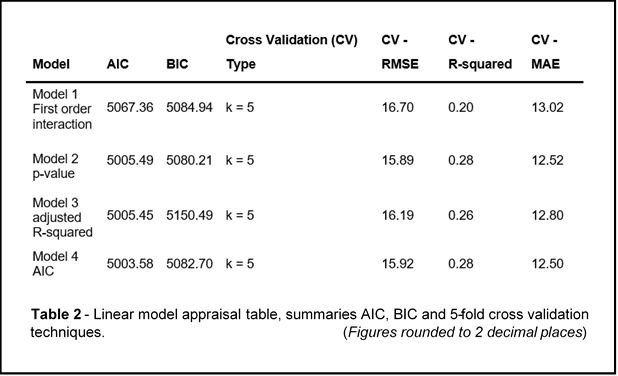 Cross Validation (CV) CV - CV - CV -
Model AIC BIC Type RMSE R-squared MAE
Model 1
First order 5067.36 5084.94 k = 5 16.70 0.20 13.02
interaction
Model 2 5005.49 5080.21 k = 5 15.89 0.28 12.52
p-value
Model 3
adjusted 5005.45 5150.49 k = 5 16.19 0.26 12.80
R-squared
Model 4 5003.58 5082.70 k = 5 15.92 0.28 12.50
AIC
Table 2 - Linear model appraisal table, summaries AIC, BIC and 5-fold cross validation
techniques. (Figures rounded to 2 decimal places)